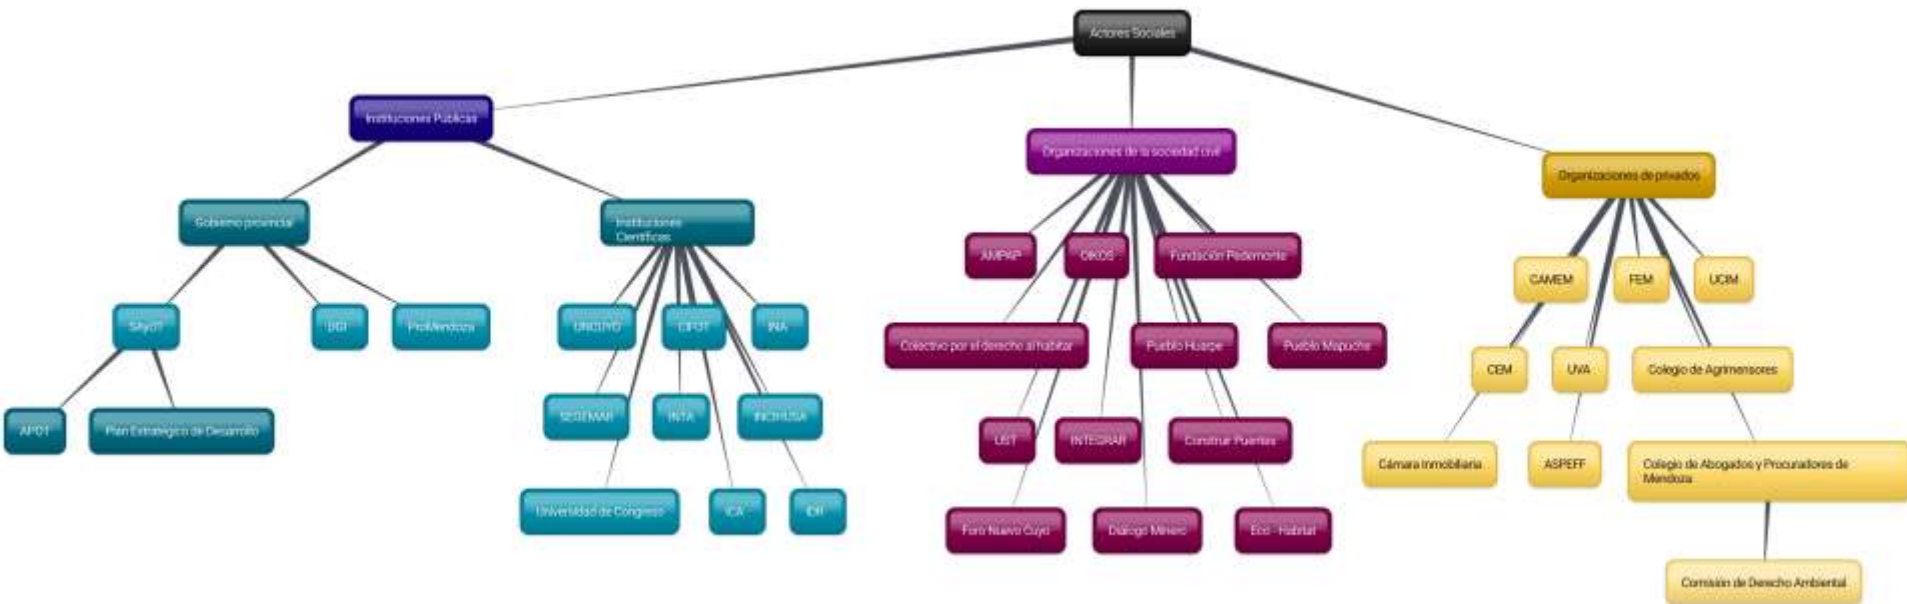 Actores Sociales
Instituciones Públicas
Organizaciones de la sociedad civil
Organizaciones de privados
Gobierno provincial
Instituciones
Científicas
AMPAP
OIKOS
Fundación Pedemonte
CAMEM
FEM
UCIM
SAyOT
DGI
ProMendoza
UNCUYO
CIFOT
INA
Colectivo por el derecho al habitar
Pueblo Huarpe
Pueblo Mapuche
CEM
UVA
Colegio de Agrimensores
APOT
Plan Estratégico de Desarrollo
SEGEMAR
INTA
INCIHUSA
UST
INTEGRAR
Construir Puentes
Cámara Inmobiliaria
ASPEFF
Colegio de Abogados y Procuradores de
Mendoza
Universidad de Congreso
ICA
IDR
Foro Nuevo Cuyo
Diálogo Minero
Eco - Habitat
Comisión de Derecho Ambiental